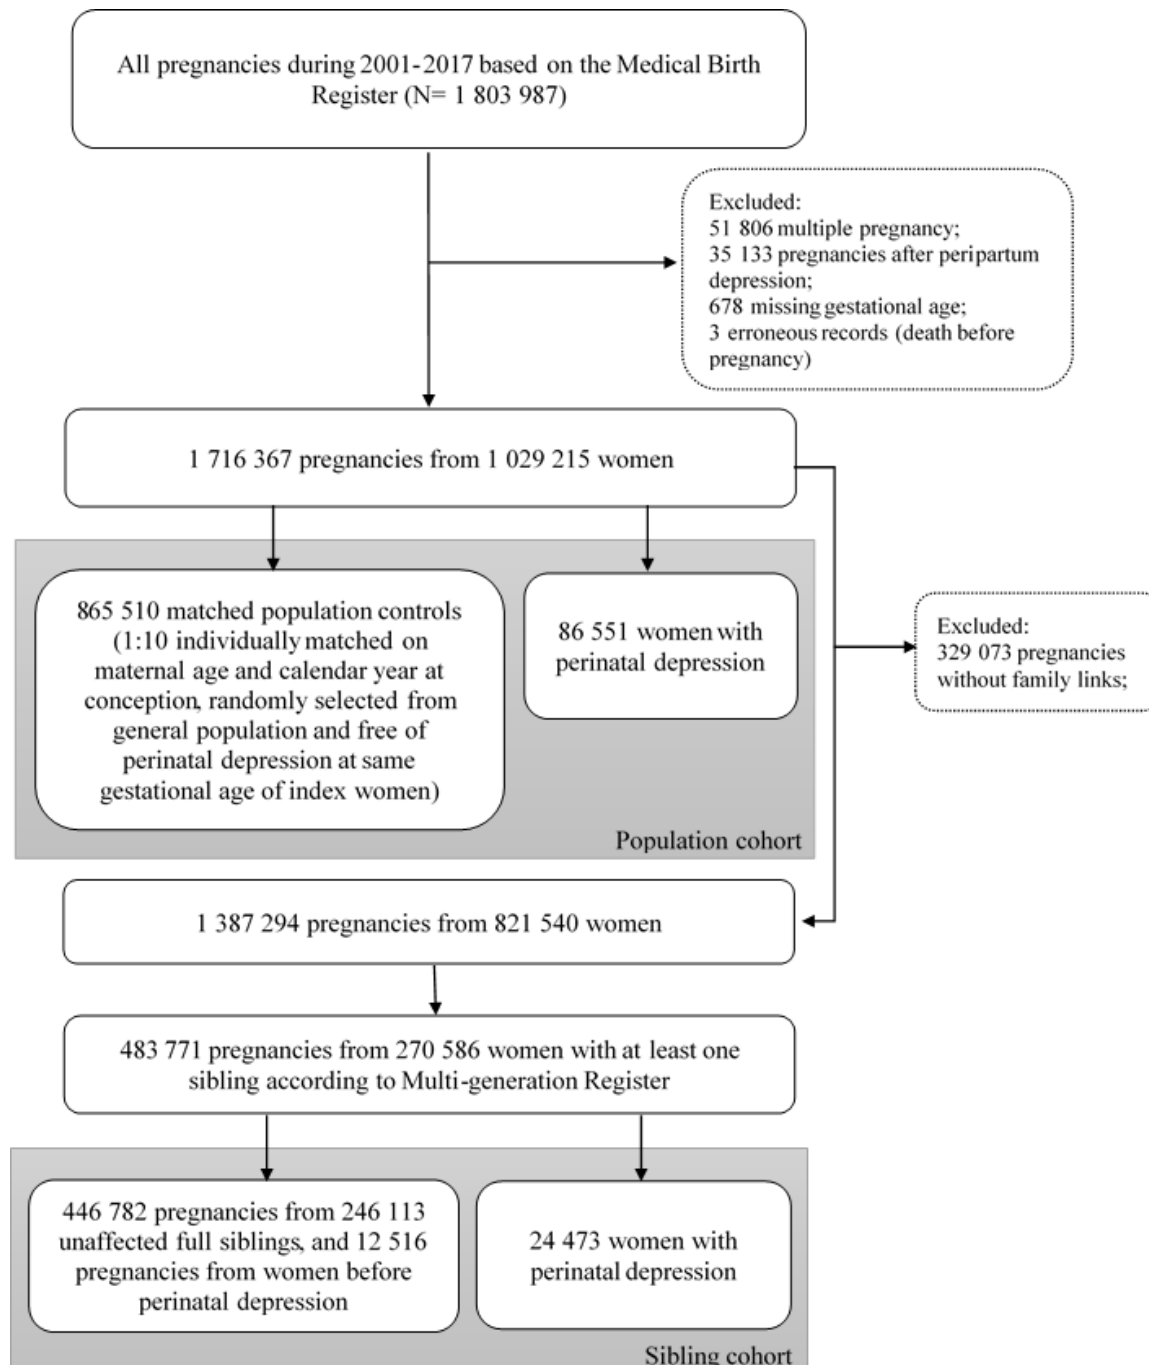 All pregnancies during 2001-2017 based on the Medical Birth
Register (N= 1 803 987)
Excluded:
51 806 multiple pregnancy;
35 133 pregnancies after peripartum
depression;
678 missing gestational age;
3 erroneous records (death before
pregnancy)
1 716 367 pregnancies from 1 029 215 women
865 510 matched population controls
(1:10 individually matched on
maternal age and calendar year at
conception, randomly selected from
general population and free of
perinatal depression at same
gestational age of index women)
86 551 women with
perinatal depression
Excluded:
329 073 pregnancies
without family links;
Population cohort
1 387 294 pregnancies from 821 540 women
483 771 pregnancies from 270 586 women with at least one
sibling according to Multi-generation Register
446 782 pregnancies from 246 113
unaffected full siblings, and 12 516
pregnancies from women before
perinatal depression
24 473 women with
perinatal depression
Sibling cohort